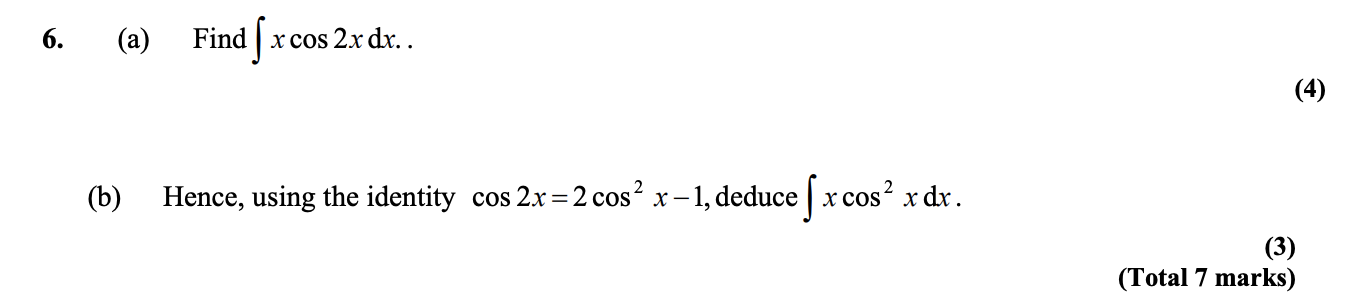 6. (a) Find ∫ x cos 2x dx. .
(4)
(b) Hence, using the identity cos 2x = 2 cos² x – 1, deduce ∫ x cos² x dx .
(3)
(Total 7 marks)